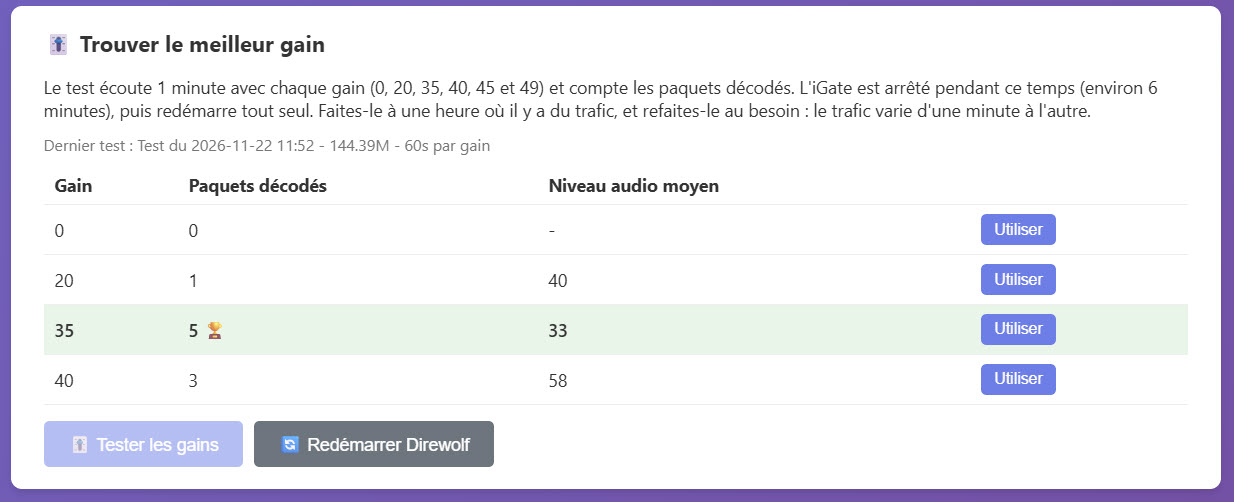 Trouver le meilleur gain
Le test écoute 1 minute avec chaque gain (0, 20, 35, 40, 45 et 49) et compte les paquets décodés. L'iGate est arrêté pendant ce temps (environ 6
minutes), puis redémarre tout seul. Faites-le à une heure où il y a du trafic, et refaites-le au besoin : le trafic varie d'une minute à l'autre.
Dernier test : Test du 2026-11-22 11:52 - 144.39M - 60s par gain
Gain Paquets décodés Niveau audio moyen
0 0 - Utiliser
20 1 40 Utiliser
35 5 33 Utiliser
40 3 58 Utiliser
Tester les gains Redémarrer Direwolf